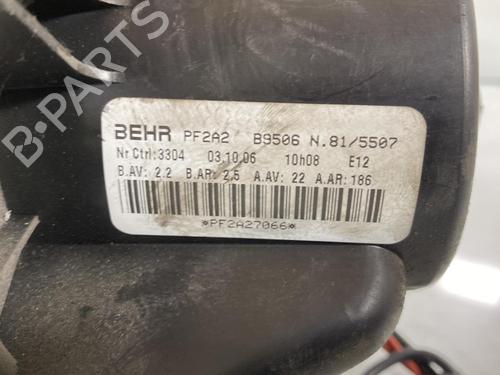 BEHR PF2A2 B9506 N.81/5507
Nr Ctrl:3304 03.10.06 10h08 E12
B.AV: 2.2 B.AR: 2.5 A.AV: 22 A.AR: 186
*PF2A27066*
B-PARTS